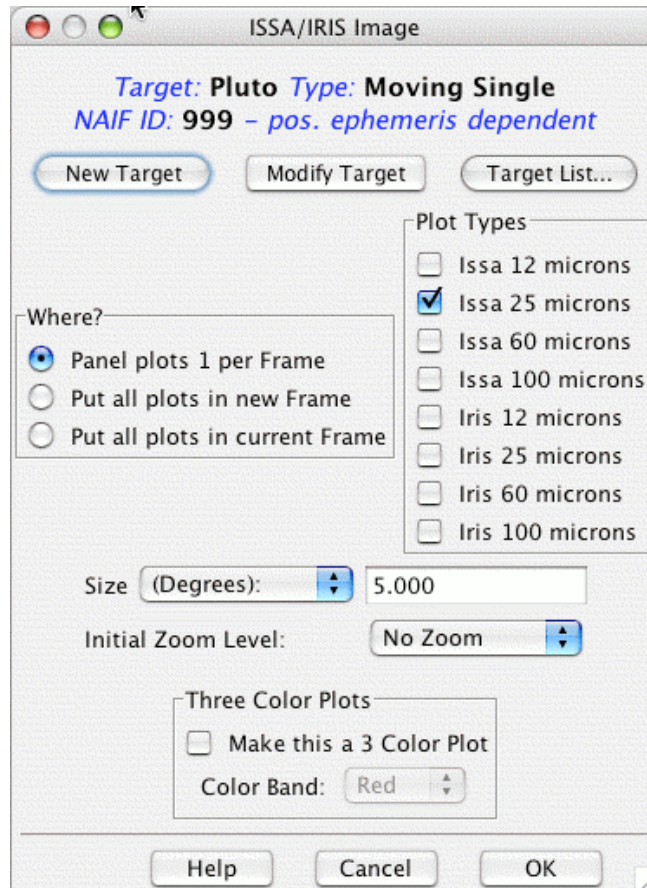 ISSA/IRIS Image
Target: Pluto Type: Moving Single
NAIF ID: 999 - pos. ephemeris dependent
New Target Modify Target Target List...
Plot Types
Issa 12 microns
Issa 25 microns
Issa 60 microns
Issa 100 microns
Iris 12 microns
Iris 25 microns
Iris 60 microns
Iris 100 microns
Where?
Panel plots 1 per Frame
Put all plots in new Frame
Put all plots in current Frame
Size (Degrees): 5.000
Initial Zoom Level: No Zoom
Three Color Plots
Make this a 3 Color Plot
Color Band: Red
Help Cancel OK